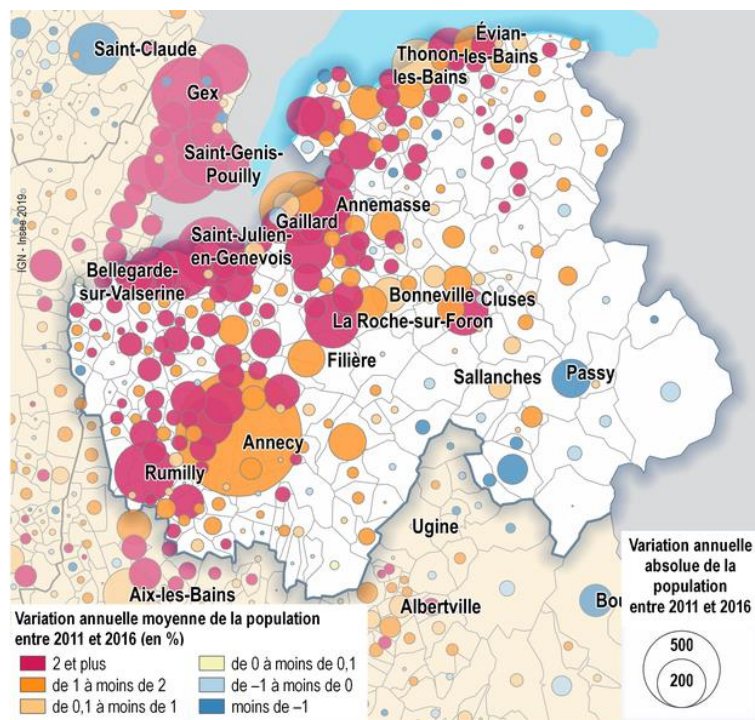 Saint-Claude
Évian-
Thonon-les-Bains
les-Bains
Gex
Saint-Genis-
Pouilly
IGN - Insee 2019
Annemasse
Gaillard
Saint-Julien-
en-Genevois
Bellegarde-
sur-Valserine
Bonneville
Cluses
La Roche-sur-Foron
Filière
Sallanches
Passy
Annecy
Rumilly
Ugine
Aix-les-Bains
Albertville
Bou
Variation annuelle
absolue de la
population
entre 2011 et 2016
500
200
Variation annuelle moyenne de la population
entre 2011 et 2016 (en %)
2 et plus
de 1 à moins de 2
de 0,1 à moins de 1
de 0 à moins de 0,1
de –1 à moins de 0
moins de –1